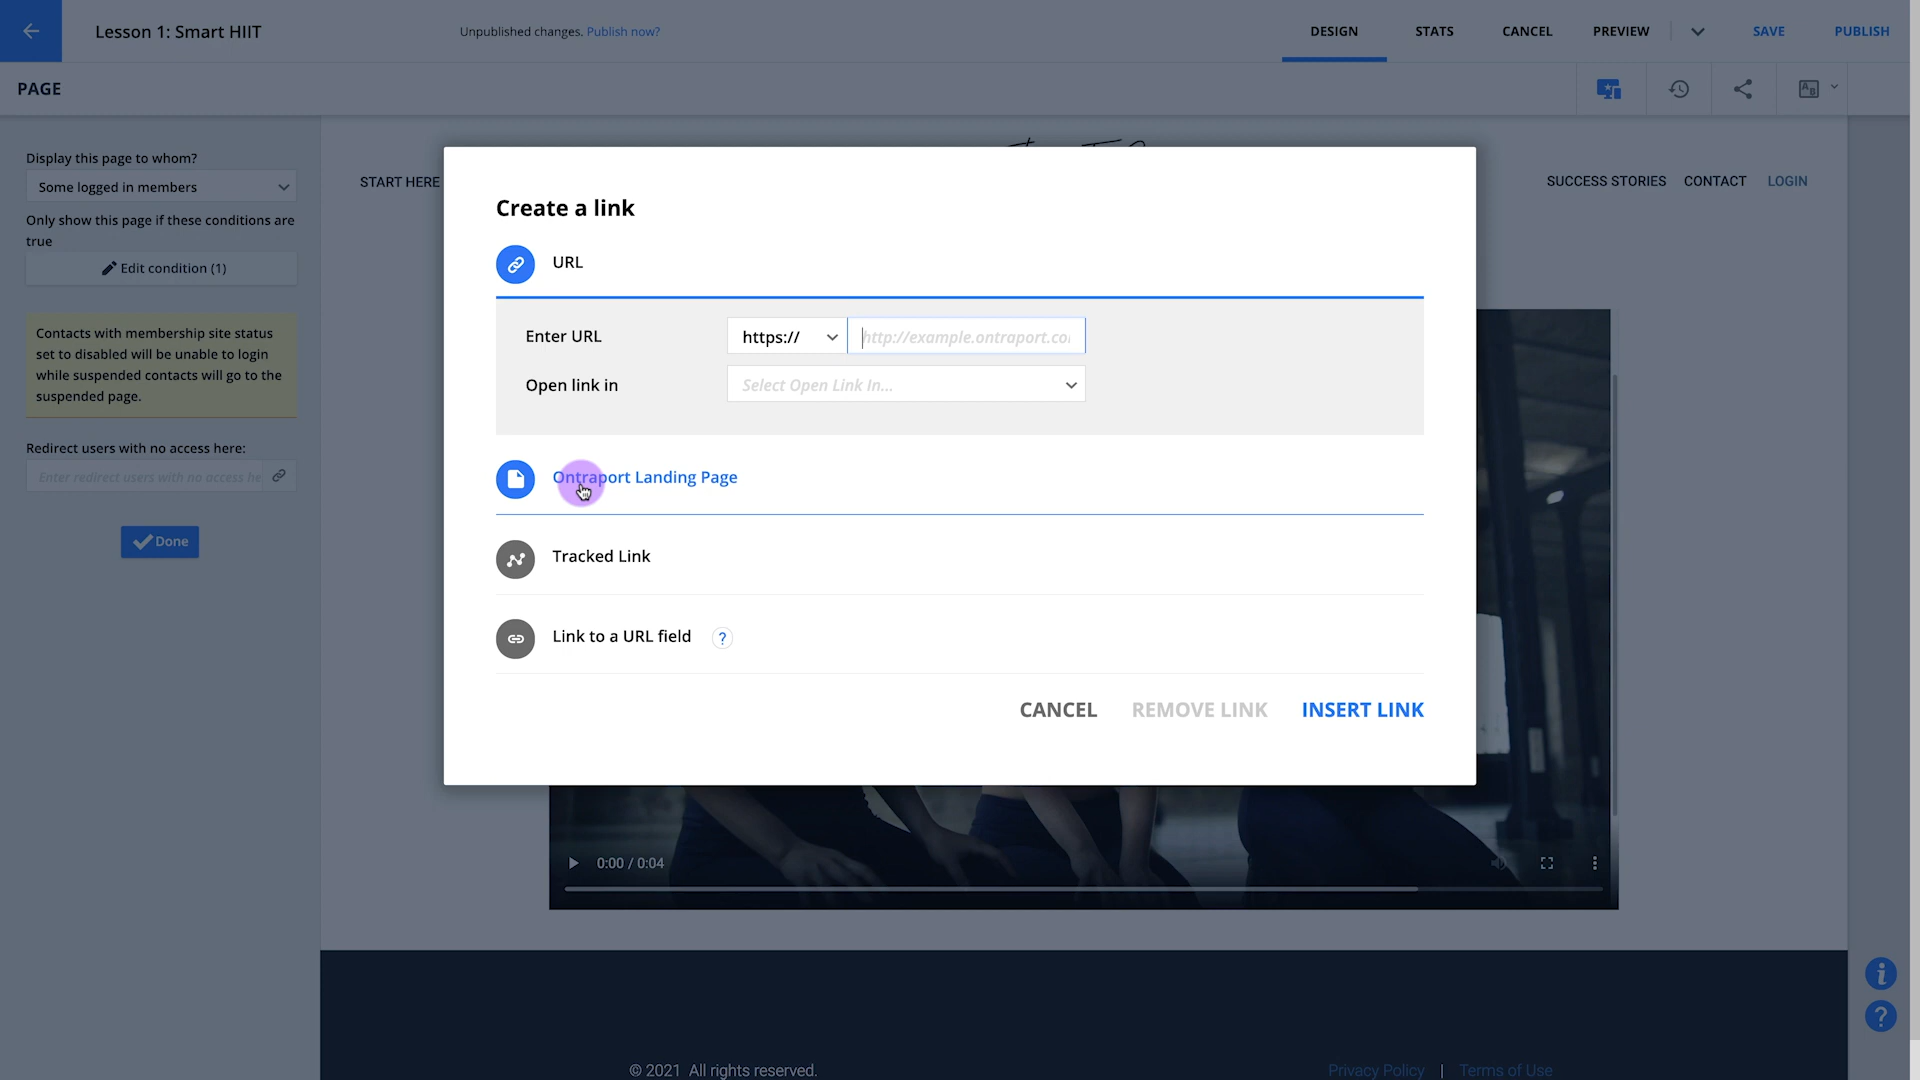 Lesson 1: Smart HIIT
Unpublished changes. Publish now?
DESIGN
STATS
CANCEL
PREVIEW
SAVE
PUBLISH
PAGE
Display this page to whom?
Some logged in members
Only show this page if these conditions are
true
Edit condition (1)
Contacts with membership site status
set to disabled will be unable to login
while suspended contacts will go to the
suspended page.
Redirect users with no access here:
Enter redirect users with no access he
Done
START HERE
SUCCESS STORIES
CONTACT
LOGIN
Create a link
URL
Enter URL
https://
http://example.ontraport.co
Open link in
Select Open Link In...
Ontraport Landing Page
Tracked Link
Link to a URL field
?
CANCEL
REMOVE LINK
INSERT LINK
0:00 / 0:04
© 2021 All rights reserved.
Privacy Policy | Terms of Use